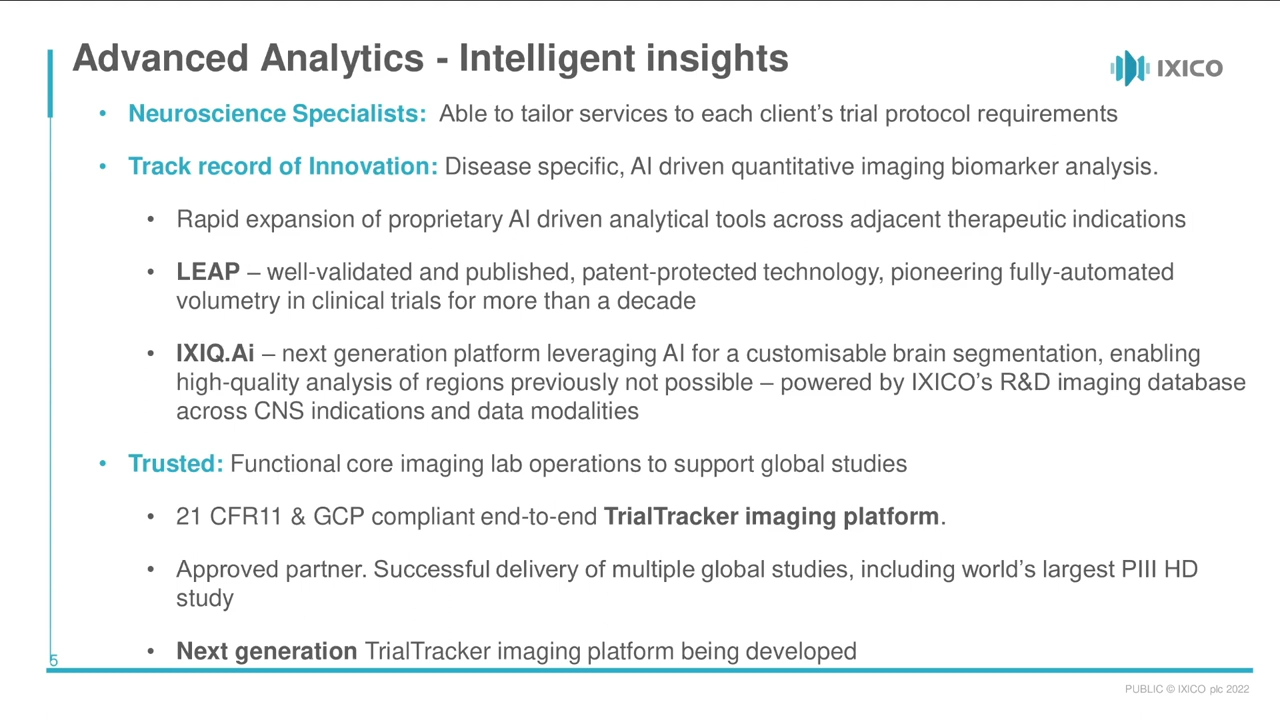 Advanced Analytics - Intelligent insights
IXICO
• Neuroscience Specialists: Able to tailor services to each client’s trial protocol requirements
• Track record of Innovation: Disease specific, AI driven quantitative imaging biomarker analysis.
• Rapid expansion of proprietary AI driven analytical tools across adjacent therapeutic indications
• LEAP – well-validated and published, patent-protected technology, pioneering fully-automated
volumetry in clinical trials for more than a decade
• IXIQ.Ai – next generation platform leveraging AI for a customisable brain segmentation, enabling
high-quality analysis of regions previously not possible – powered by IXICO’s R&D imaging database
across CNS indications and data modalities
• Trusted: Functional core imaging lab operations to support global studies
• 21 CFR11 & GCP compliant end-to-end TrialTracker imaging platform.
• Approved partner. Successful delivery of multiple global studies, including world’s largest PIII HD
study
• Next generation TrialTracker imaging platform being developed
5
PUBLIC © IXICO plc 2022